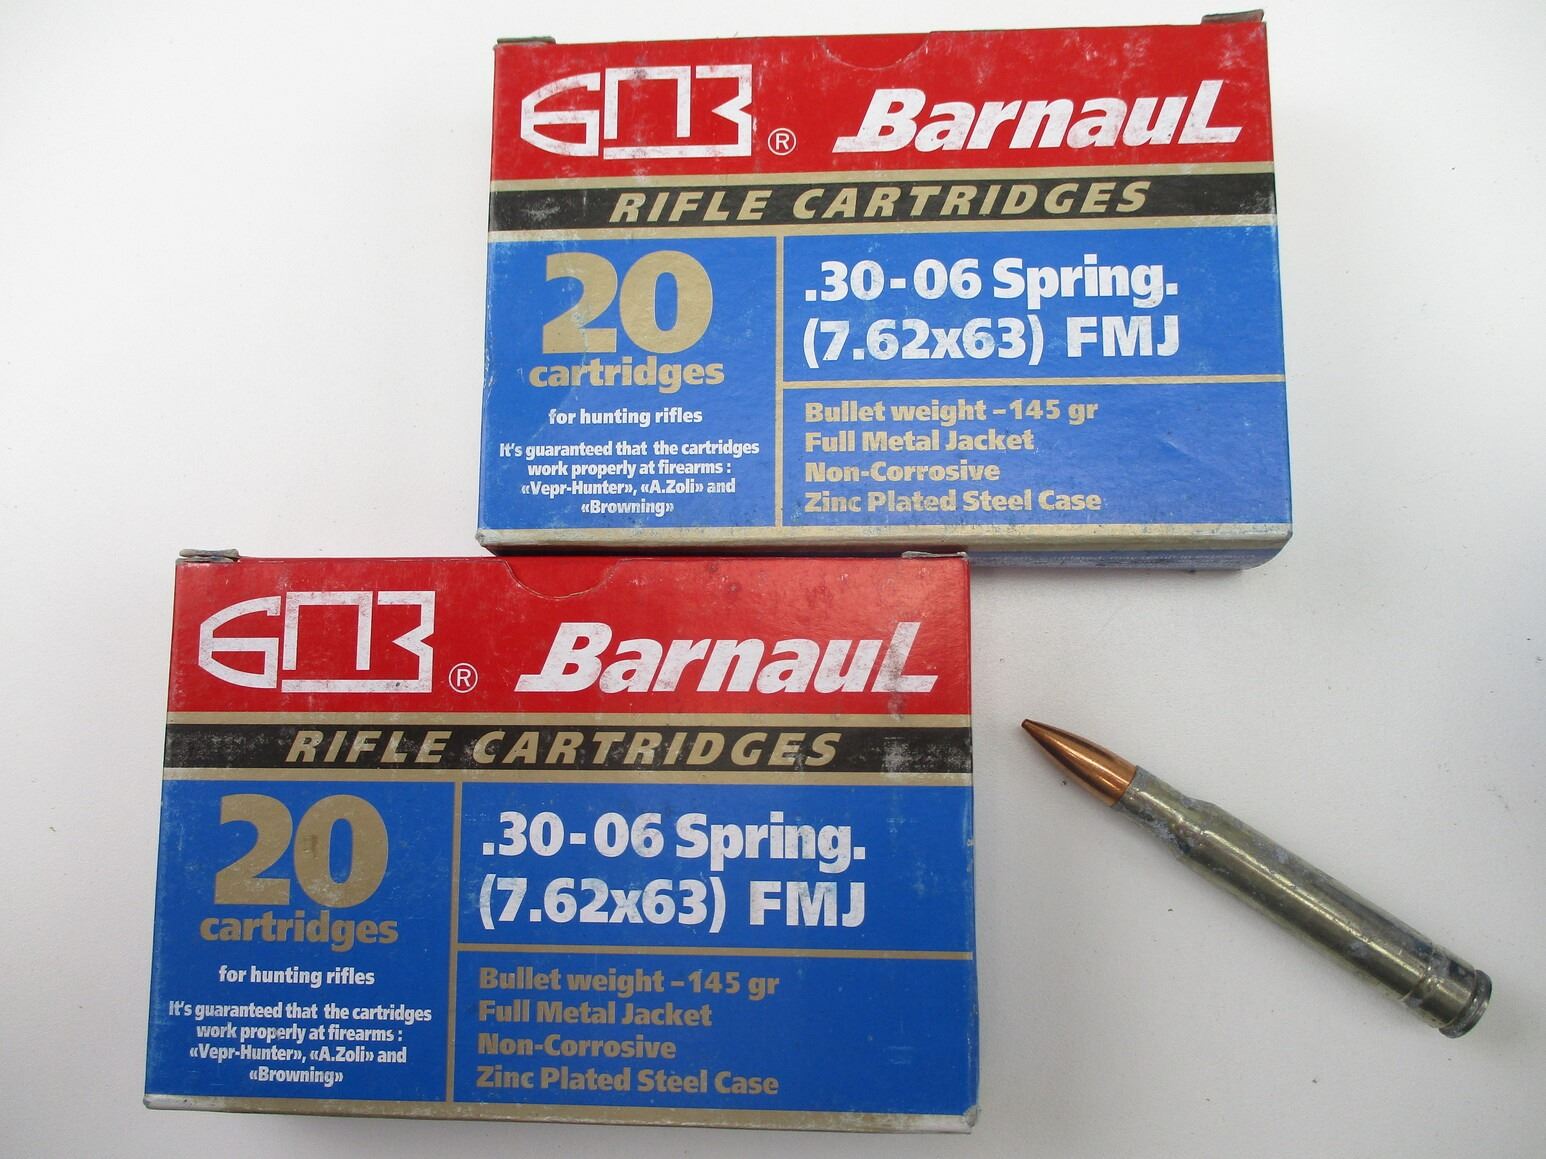 БПЗ ® Barnaul
RIFLE CARTRIDGES
20
cartridges
for hunting rifles
It's guaranteed that the cartridges
work properly at firearms :
«Vepr-Hunter», «A.Zoli» and
«Browning»
.30-06 Spring.
(7.62x63) FMJ
Bullet weight – 145 gr
Full Metal Jacket
Non-Corrosive
Zinc Plated Steel Case
БПЗ ® Barnaul
RIFLE CARTRIDGES
20
cartridges
for hunting rifles
It's guaranteed that the cartridges
work properly at firearms :
«Vepr-Hunter», «A.Zoli» and
«Browning»
.30-06 Spring.
(7.62x63) FMJ
Bullet weight – 145 gr
Full Metal Jacket
Non-Corrosive
Zinc Plated Steel Case